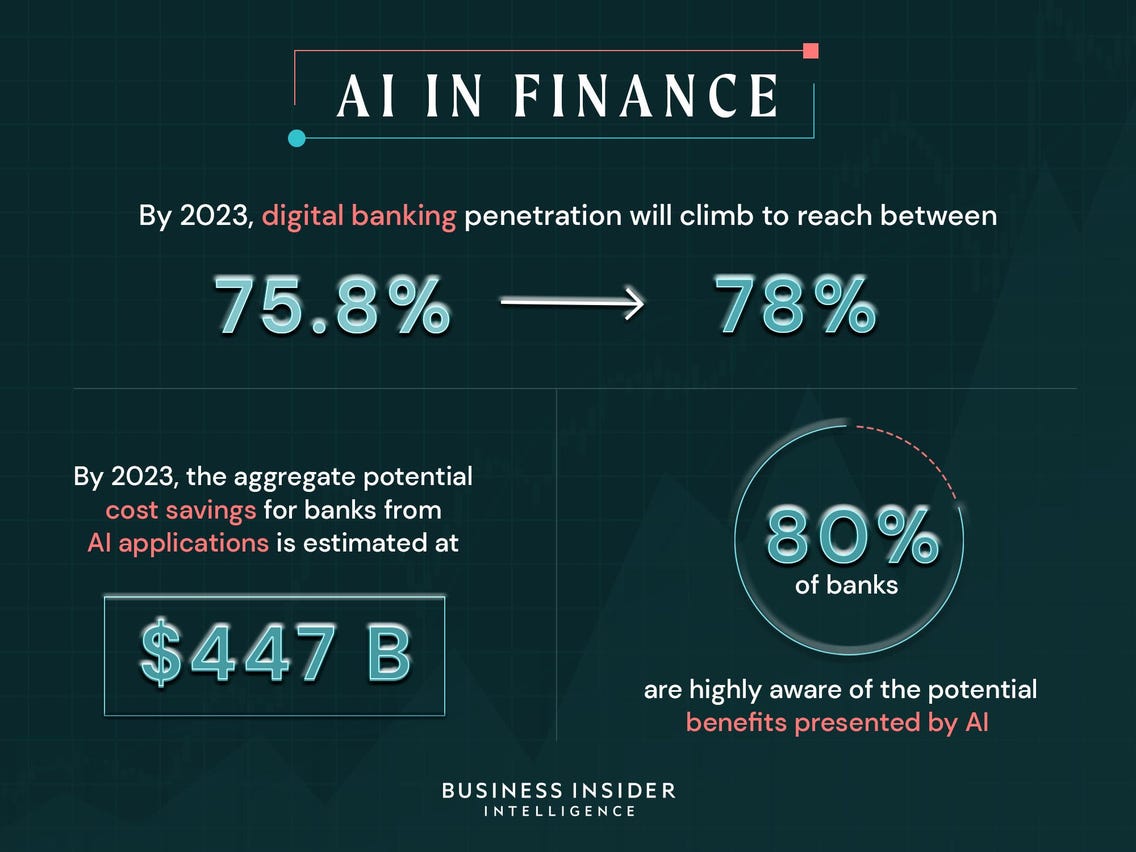 AI IN FINANCE
By 2023, digital banking penetration will climb to reach between
75.8% → 78%
By 2023, the aggregate potential
cost savings for banks from
AI applications is estimated at
$447 B
80%
of banks
are highly aware of the potential
benefits presented by AI
BUSINESS INSIDER
INTELLIGENCE